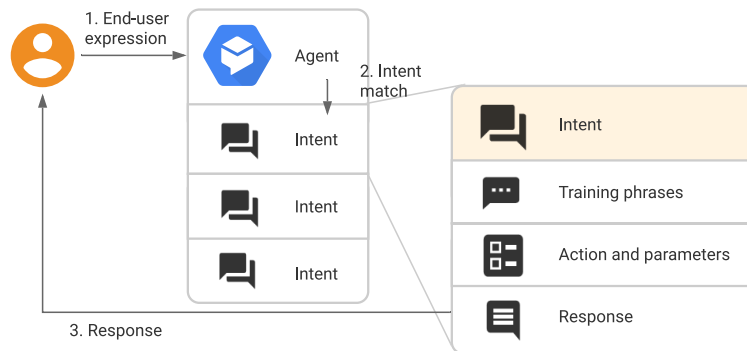 1. End-user
expression
Agent
2. Intent
match
Intent
Intent
Intent
Intent
Training phrases
Action and parameters
Response
3. Response